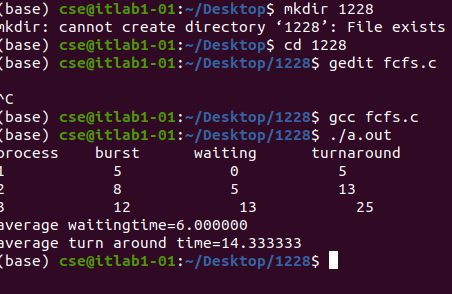 (base) cse@itlab1-01:~/Desktop$ mkdir 1228
mkdir: cannot create directory ‘1228’: File exists
(base) cse@itlab1-01:~/Desktop$ cd 1228
(base) cse@itlab1-01:~/Desktop/1228$ gedit fcfs.c
^C
(base) cse@itlab1-01:~/Desktop/1228$ gcc fcfs.c
(base) cse@itlab1-01:~/Desktop/1228$ ./a.out
process burst waiting turnaround
1 5 0 5
2 8 5 13
3 12 13 25
average waitingtime=6.000000
average turn around time=14.333333
(base) cse@itlab1-01:~/Desktop/1228$